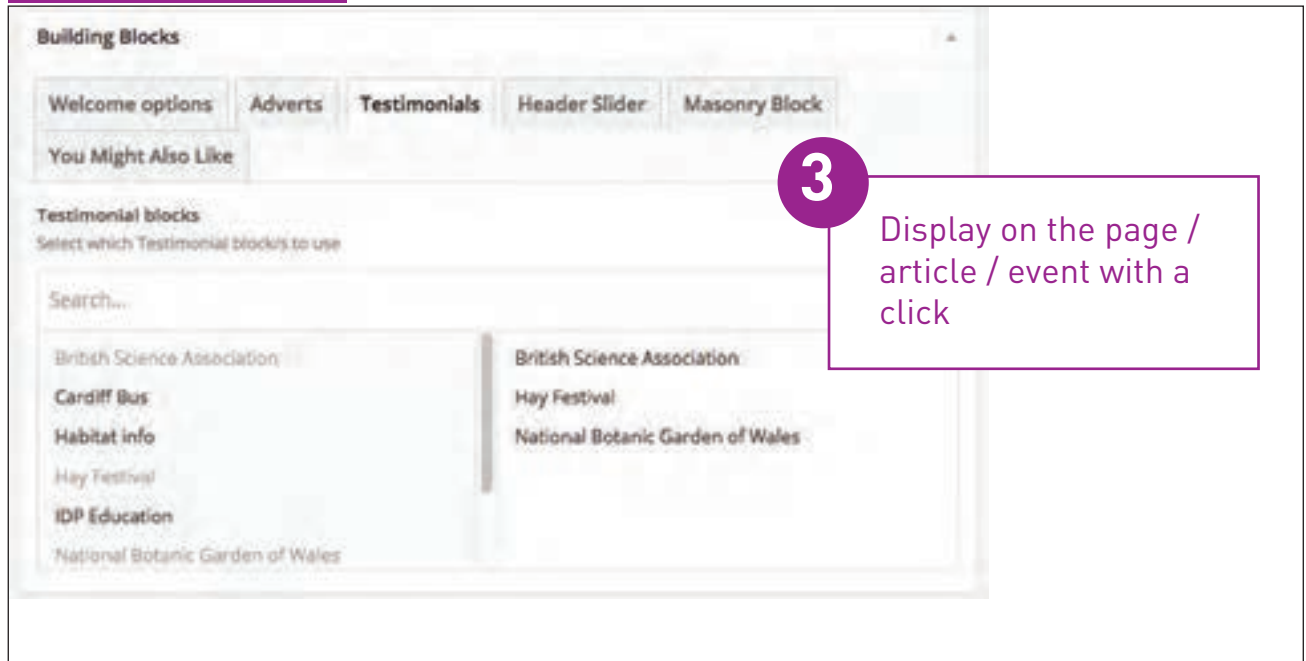 Building Blocks
Welcome options Adverts Testimonials Header Slider Masonry Block
You Might Also Like
Testimonial blocks
Select which Testimonial block/s to use
Search...
British Science Association
Cardiff Bus
Habitat info
Hay Festival
IDP Education
National Botanic Garden of Wales
British Science Association
Hay Festival
National Botanic Garden of Wales
3
Display on the page /
article / event with a
click